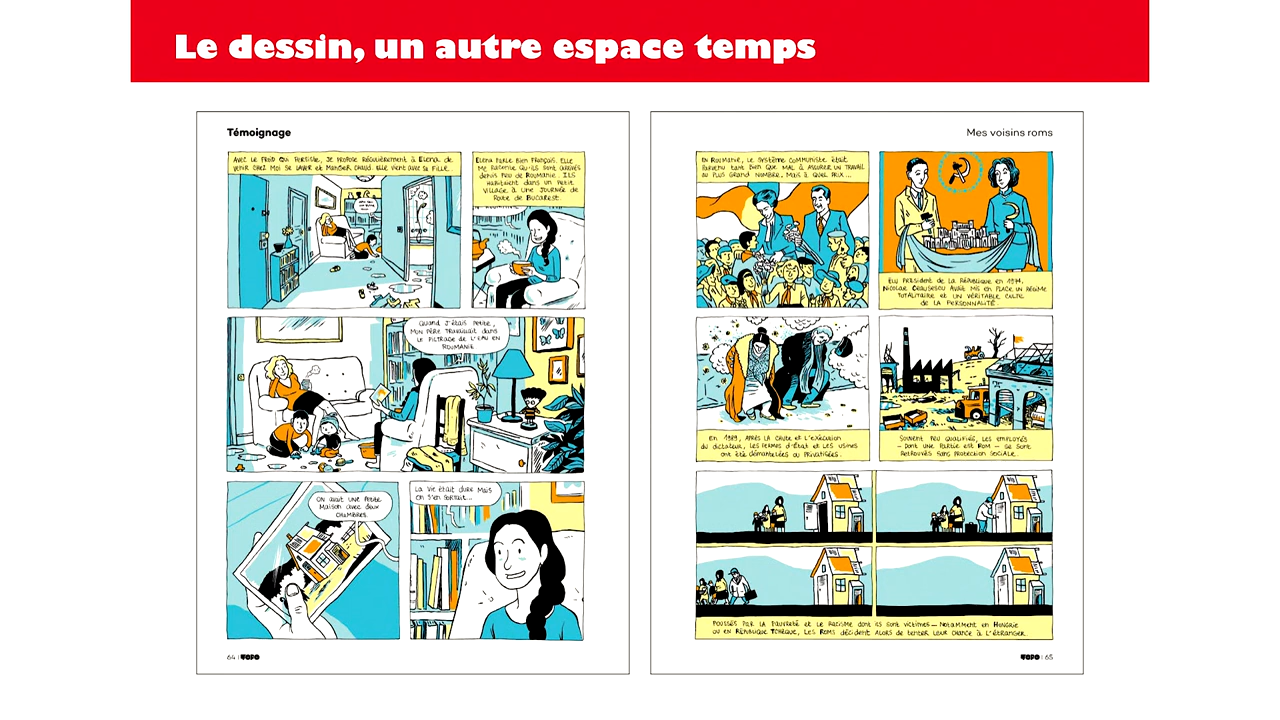 Le dessin, un autre espace temps
Témoignage
AVEC LE FROID QUI PERSISTE, JE PROPOSE RÉGULIÈREMENT À ELENA DE
VENIR CHEZ MOI SE LAVER ET MANGER CHAUD. ELLE VIENT AVEC SA FILLE.
ELENA PARLE BIEN FRANÇAIS. ELLE
ME RACONTE QU'ILS SONT ARRIVÉS
DEPUIS PEU DE ROUMANIE. ILS
HABITAIENT DANS UN PETIT
VILLAGE À UNE JOURNÉE DE
ROUTE DE BUCAREST.
QUAND J'ÉTAIS PETITE,
MON PÈRE TRAVAILLAIT DANS
LE FILTRAGE DE L'EAU EN
ROUMANIE
ON AVAIT UNE PETITE
MAISON AVEC DEUX
CHAMBRES.
LA VIE ÉTAIT DURE MAIS
ON S'EN SORTAIT...
64 | TOPO
Mes voisins roms
EN ROUMANIE, LE SYSTÈME COMMUNISTE ÉTAIT
PARVENU TANT BIEN QUE MAL À ASSURER UN TRAVAIL
AU PLUS GRAND NOMBRE. MAIS À QUEL PRIX...
ÉLU PRÉSIDENT DE LA RÉPUBLIQUE EN 1974,
NICOLAE CEAUSESCU AVAIT MIS EN PLACE UN RÉGIME
TOTALITAIRE ET UN VÉRITABLE CULTE
DE LA PERSONNALITÉ.
EN 1989, APRÈS LA CHUTE ET L'EXÉCUTION
DU DICTATEUR, LES FERMES D'ÉTAT ET LES USINES
ONT ÉTÉ DÉMANTELÉES OU PRIVATISÉES.
SOUVENT PEU QUALIFIÉS, LES EMPLOYÉS
– DONT UNE PARTIE EST ROM – SE SONT
RETROUVÉS SANS PROTECTION SOCIALE.
POUSSÉS PAR LA PAUVRETÉ ET LE RACISME DONT ILS SONT VICTIMES – NOTAMMENT EN HONGRIE
OU EN RÉPUBLIQUE TCHÈQUE, LES ROMS DÉCIDENT ALORS DE TENTER LEUR CHANCE À L'ÉTRANGER.
TOPO | 65